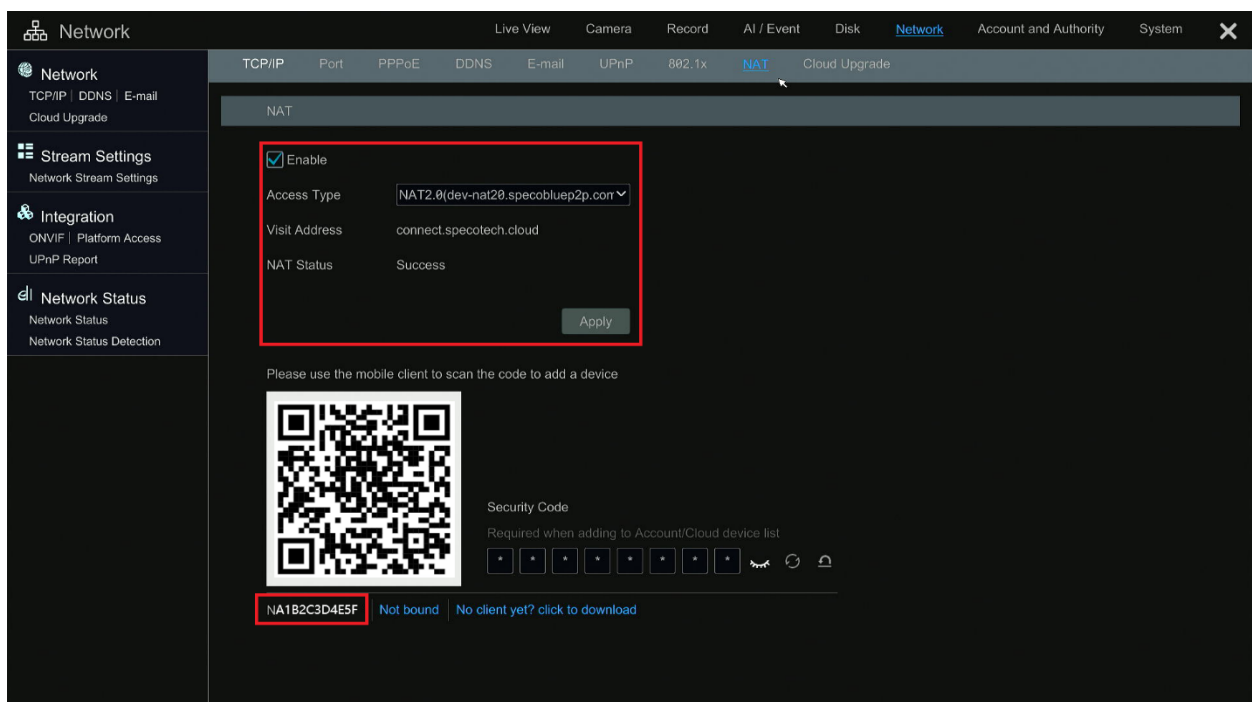 Network
Live View Camera Record AI / Event Disk Network Account and Authority System
Network
TCP/IP | DDNS | E-mail
Cloud Upgrade
Stream Settings
Network Stream Settings
Integration
ONVIF | Platform Access
UPnP Report
Network Status
Network Status
Network Status Detection
TCP/IP Port PPPoE DDNS E-mail UPnP 802.1x NAT Cloud Upgrade
NAT
Enable
Access Type NAT2.0(dev-nat20.specobluep2p.com
Visit Address connect.specotech.cloud
NAT Status Success
Apply
Please use the mobile client to scan the code to add a device
Security Code
Required when adding to Account/Cloud device list
* * * * * * * *
NA1B2C3D4E5F | Not bound | No client yet? click to download